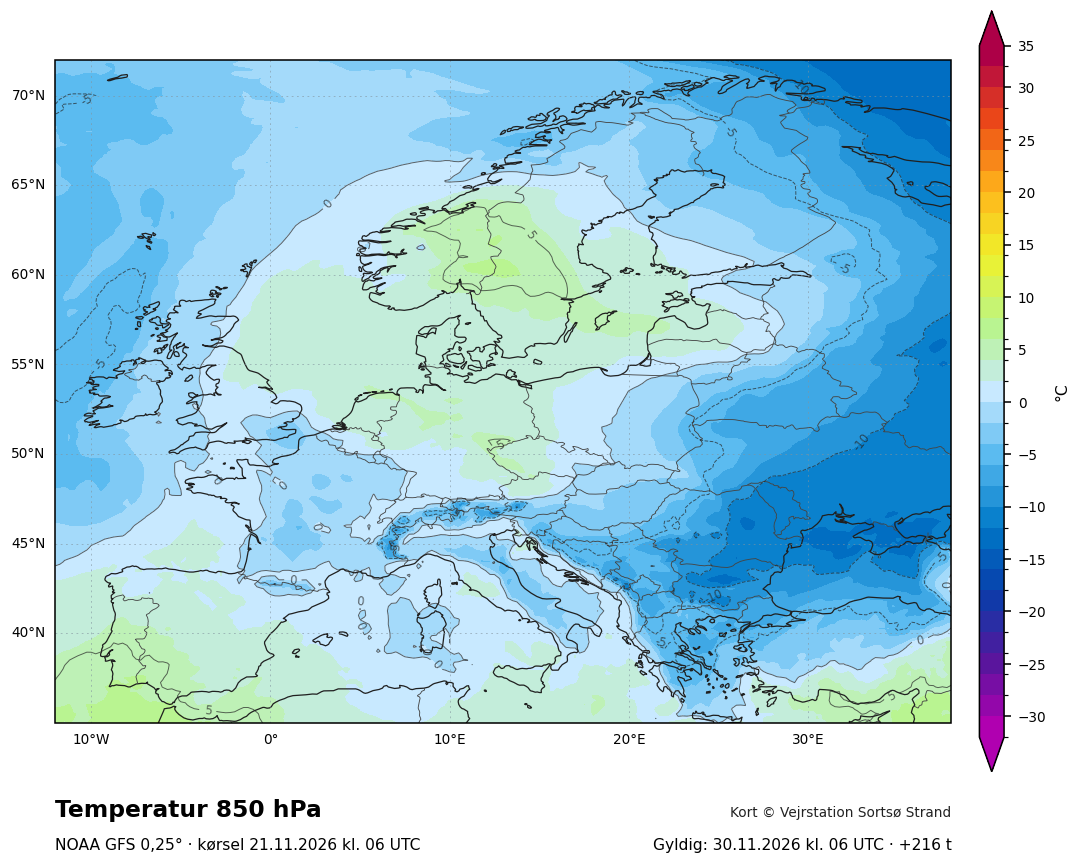 70°N
65°N
60°N
55°N
50°N
45°N
40°N
10°W
0°
10°E
20°E
30°E
35
30
25
20
15
10
5
0
−5
−10
−15
−20
−25
−30
°C
Temperatur 850 hPa
Kort © Vejrstation Sortsø Strand
NOAA GFS 0,25° · kørsel 21.11.2026 kl. 06 UTC
Gyldig: 30.11.2026 kl. 06 UTC · +216 t